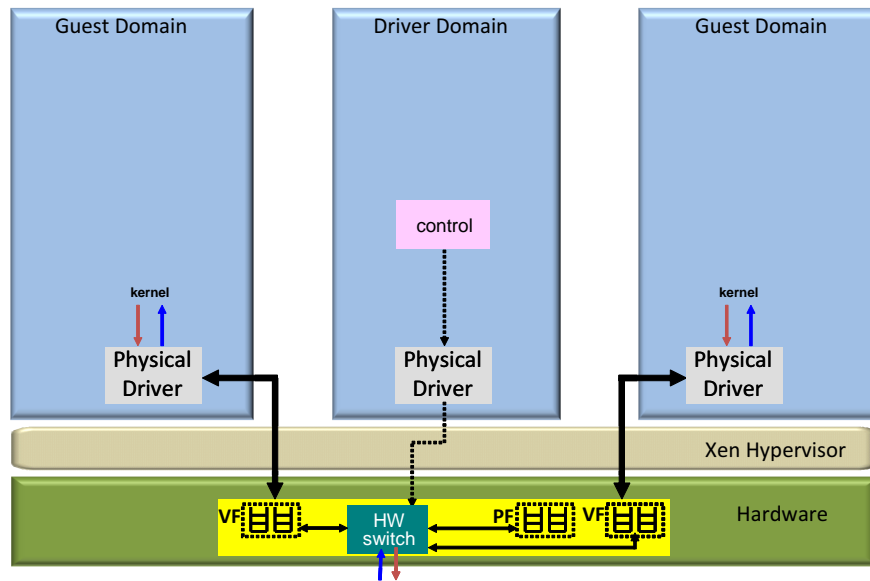 Guest Domain
Driver Domain
Guest Domain
control
kernel
kernel
Physical
Driver
Physical
Driver
Physical
Driver
Xen Hypervisor
VF
HW
switch
PF
VF
Hardware